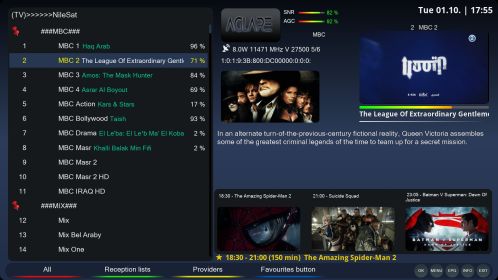 (TV)>>>>>>NileSat
###MBC###
1 MBC 1 Haq Arab 96 %
2 MBC 2 The League Of Extraordinary Gentl 71 %
3 MBC 3 Amos: The Mask Hunter 84 %
4 MBC 4 Asrar Al Boyout 69 %
5 MBC Action Kars & Stans 17 %
6 MBC Bollywood Taish 93 %
7 MBC Drama El Le'ba: El Le*b Ma' El Koba 2 %
8 MBC Masr Khalli Balak Min Fifi 2 %
9 MBC Masr 2
10 MBC Masr 2 HD
11 MBC IRAQ HD
###MIX###
12 Mix
13 Mix Bel Araby
14 Mix One
AGLARE
SNR 82 %
AGC 92 %
MBC
8.0W 11471 MHz V 27500 5/6
1:0:1:9:3B:800:DC00000:0:0:0:
Tue 01.10. | 17:55
2 MBC 2
The League Of Extraordinary Gentleme
In an alternate turn-of-the-previous-century fictional reality, Queen Victoria assembles
some of the greatest criminal legends of the time to team up for a secret mission.
18:30 - The Amazing Spider-Man 2
21:00 - Suicide Squad
23:00 - Batman V Superman: Dawn Of
Justice
★ 18:30 - 21:00 (150 min) The Amazing Spider-Man 2
All Reception lists Providers Favourites button
OK MENU EPG INFO EXIT